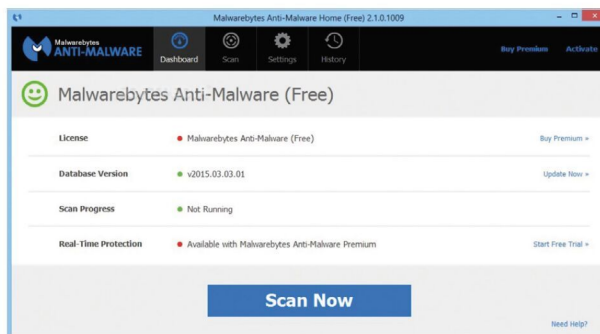 Malwarebytes Anti-Malware Home (Free) 2.1.0.1009
Malwarebytes
ANTI-MALWARE
Dashboard
Scan
Settings
History
Buy Premium
Activate
Malwarebytes Anti-Malware (Free)
License
Malwarebytes Anti-Malware (Free)
Buy Premium »
Database Version
v2015.03.03.01
Update Now »
Scan Progress
Not Running
Real-Time Protection
Available with Malwarebytes Anti-Malware Premium
Start Free Trial »
Scan Now
Need Help?